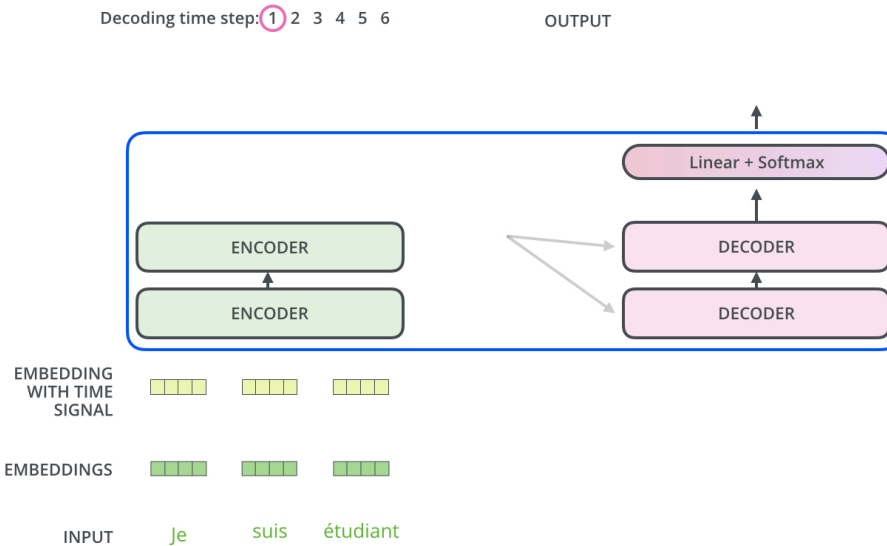 Decoding time step: 1 2 3 4 5 6
OUTPUT
Linear + Softmax
ENCODER
DECODER
ENCODER
DECODER
EMBEDDING
WITH TIME
SIGNAL
EMBEDDINGS
INPUT
Je suis étudiant